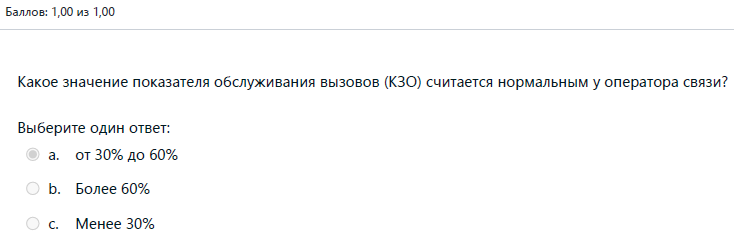 Баллов: 1,00 из 1,00
Какое значение показателя обслуживания вызовов (КЗО) считается нормальным у оператора связи?
Выберите один ответ:
a. от 30% до 60%
b. Более 60%
c. Менее 30%